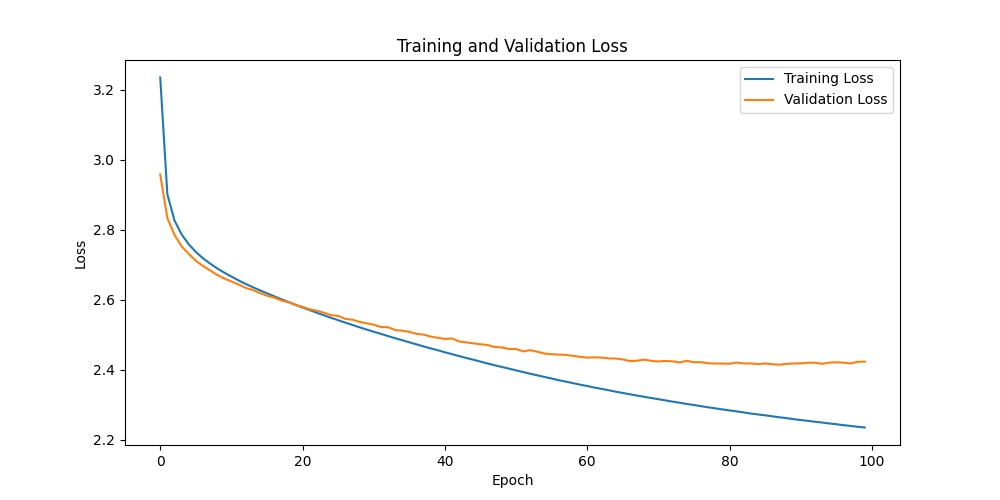 Training and Validation Loss
Training Loss
Validation Loss
3.2
3.0
2.8
2.6
2.4
2.2
Loss
0 20 40 60 80 100
Epoch